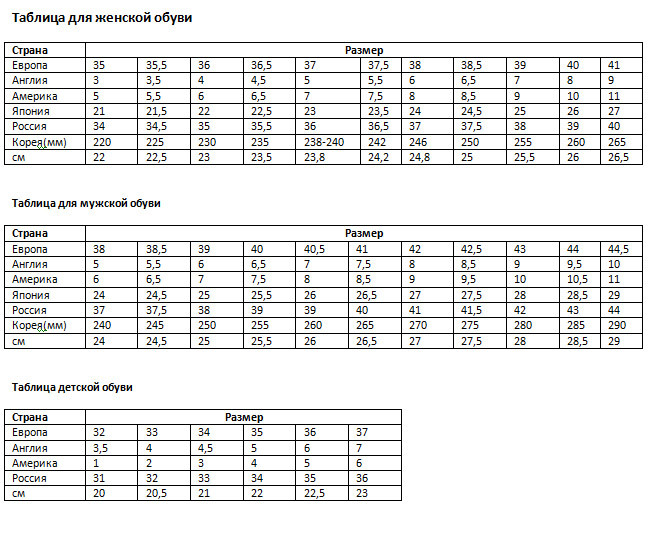 Таблица для женской обуви
Страна Размер
Европа 35 35,5 36 36,5 37 37,5 38 38,5 39 40 41
Англия 3 3,5 4 4,5 5 5,5 6 6,5 7 8 9
Америка 5 5,5 6 6,5 7 7,5 8 8,5 9 10 11
Япония 21 21,5 22 22,5 23 23,5 24 24,5 25 26 27
Россия 34 34,5 35 35,5 36 36,5 37 37,5 38 39 40
Корея(мм) 220 225 230 235 238-240 242 246 250 255 260 265
см 22 22,5 23 23,5 23,8 24,2 24,8 25 25,5 26 26,5
Таблица для мужской обуви
Страна Размер
Европа 38 38,5 39 40 40,5 41 42 42,5 43 44 44,5
Англия 5 5,5 6 6,5 7 7,5 8 8,5 9 9,5 10
Америка 6 6,5 7 7,5 8 8,5 9 9,5 10 10,5 11
Япония 24 24,5 25 25,5 26 26,5 27 27,5 28 28,5 29
Россия 37 37,5 38 39 39 40 41 41,5 42 43 44
Корея(мм) 240 245 250 255 260 265 270 275 280 285 290
см 24 24,5 25 25,5 26 26,5 27 27,5 28 28,5 29
Таблица детской обуви
Страна Размер
Европа 32 33 34 35 36 37
Англия 3,5 4 4,5 5 6 7
Америка 1 2 3 4 5 6
Россия 31 32 33 34 35 36
см 20 20,5 21 22 22,5 23